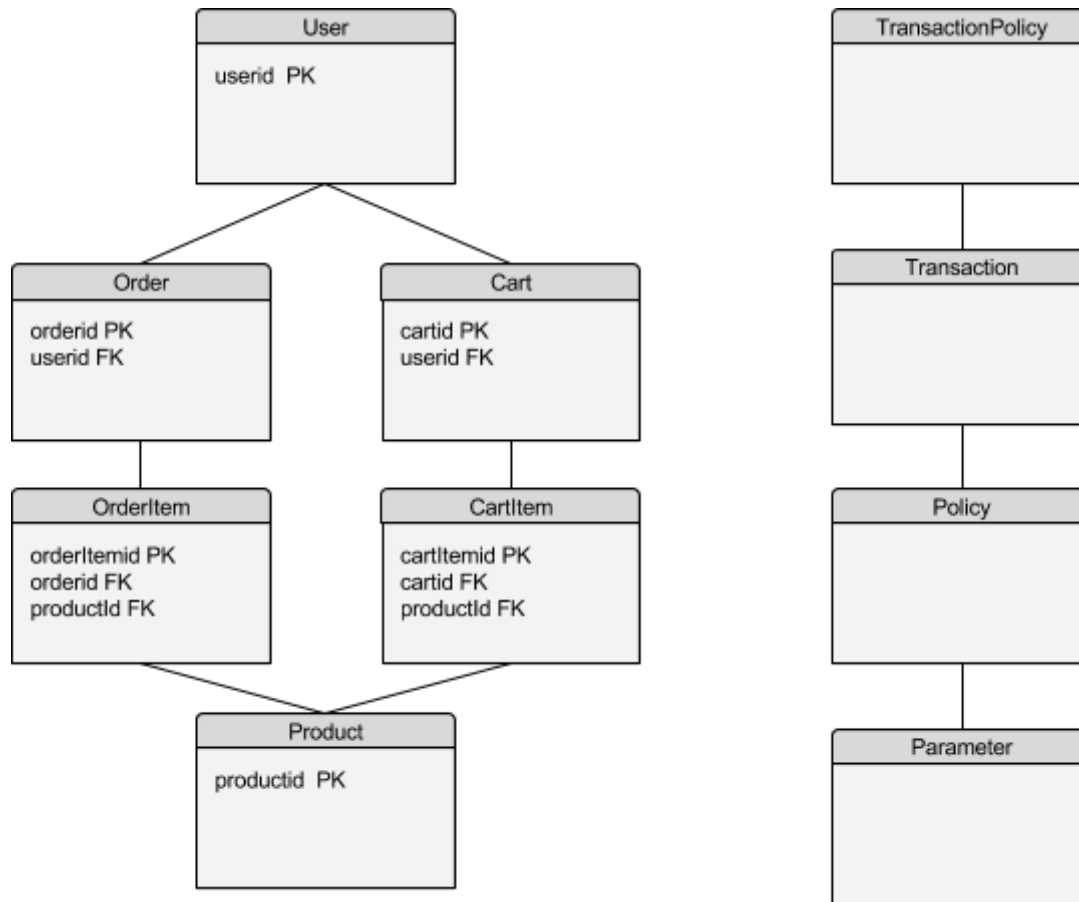 User
userid  PK
TransactionPolicy
Order
orderid PK
userid FK
Cart
cartid PK
userid FK
Transaction
OrderItem
orderItemid PK
orderid FK
productId FK
CartItem
cartItemid PK
cartid FK
productId FK
Policy
Product
productid  PK
Parameter